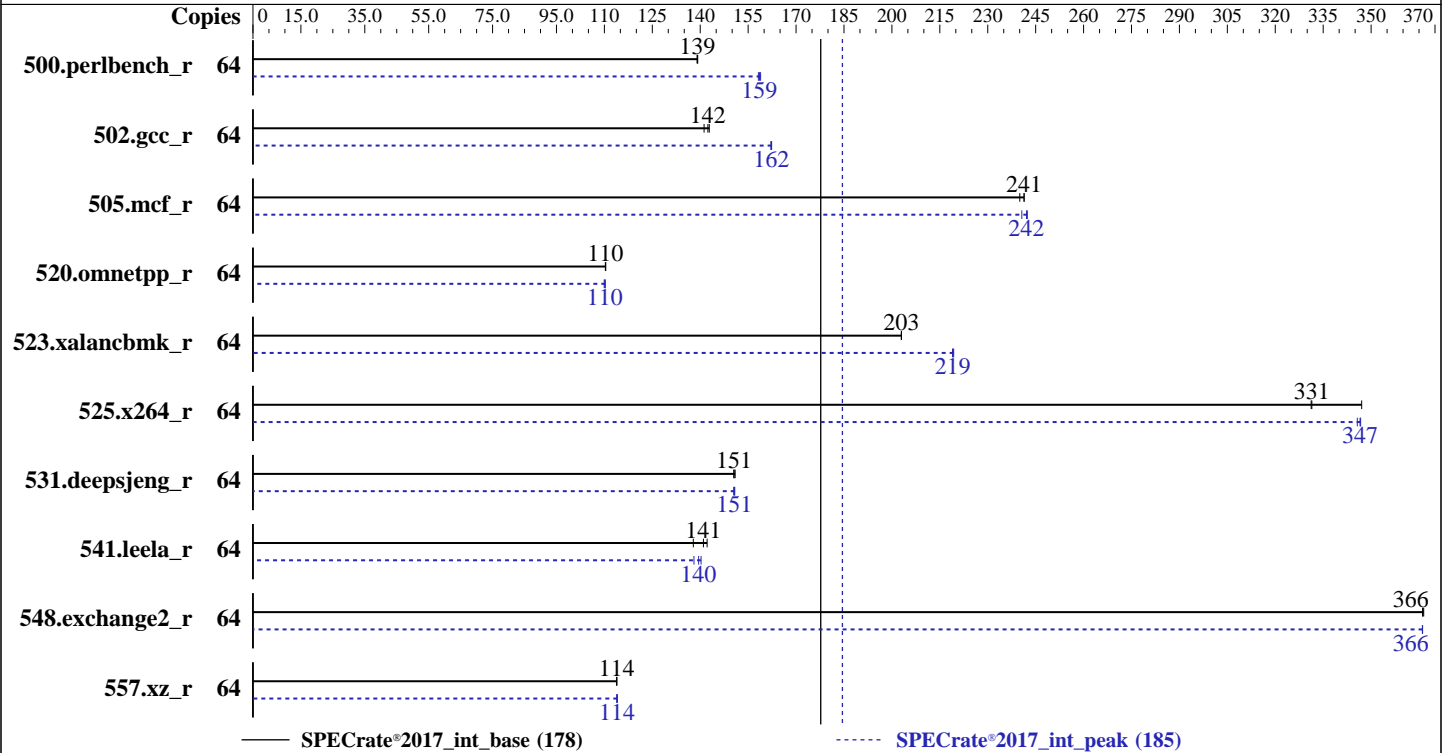 Copies 0 15.0 35.0 55.0 75.0 95.0 110 125 140 155 170 185 200 215 230 245 260 275 290 305 320 335 350 370
139
500.perlbench_r 64
159
142
502.gcc_r 64
162
241
505.mcf_r 64
242
110
520.omnetpp_r 64
110
203
523.xalancbmk_r 64
219
331
525.x264_r 64
347
151
531.deepsjeng_r 64
151
141
541.leela_r 64
140
366
548.exchange2_r 64
366
114
557.xz_r 64
114
SPECrate®2017_int_base (178) SPECrate®2017_int_peak (185)